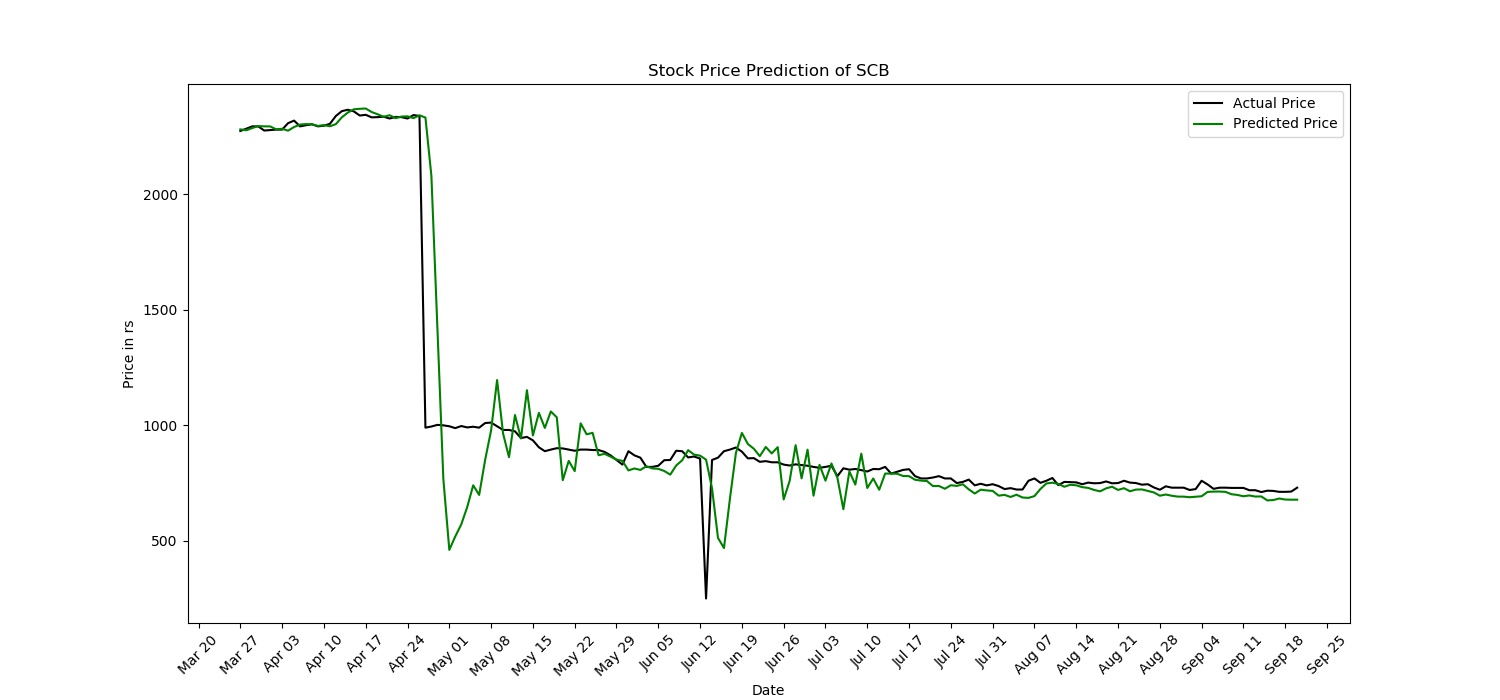 Stock Price Prediction of SCB
Actual Price
Predicted Price
Price in rs
2000
1500
1000
500
Mar 20
Mar 27
Apr 03
Apr 10
Apr 17
Apr 24
May 01
May 08
May 15
May 22
May 29
Jun 05
Jun 12
Jun 19
Jun 26
Jul 03
Jul 10
Jul 17
Jul 24
Jul 31
Aug 07
Aug 14
Aug 21
Aug 28
Sep 04
Sep 11
Sep 18
Sep 25
Date